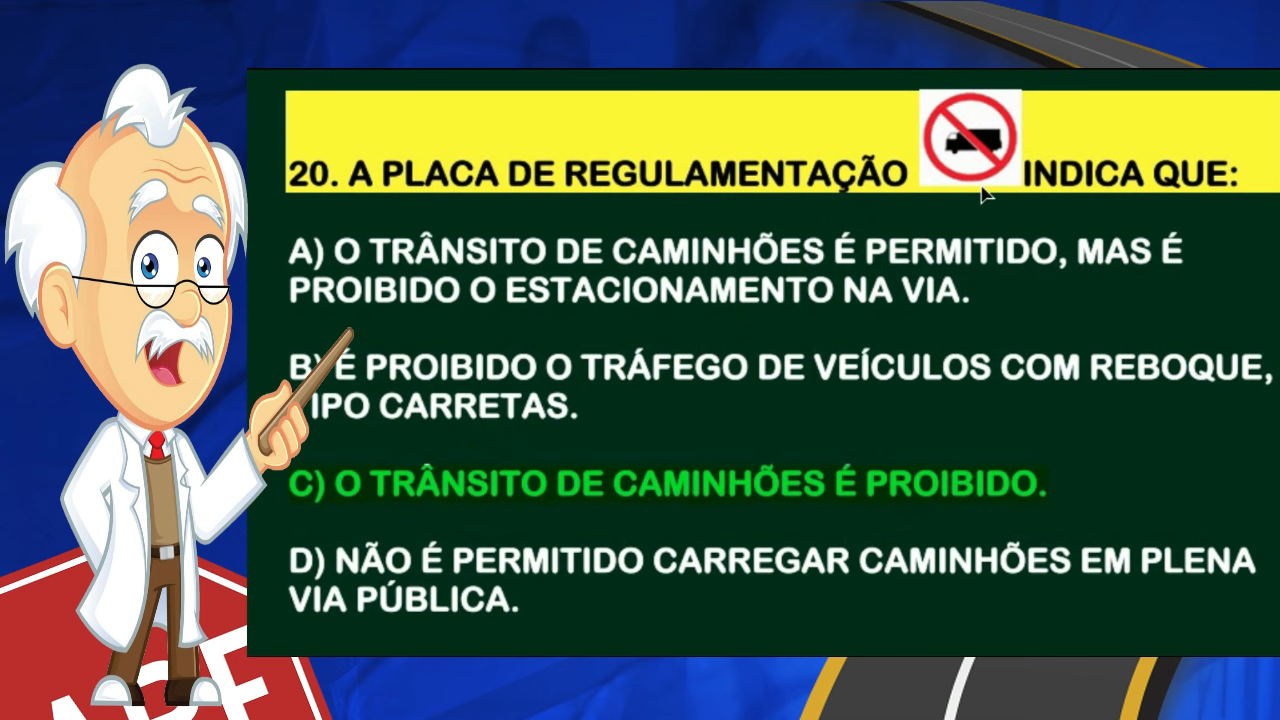 20. A PLACA DE REGULAMENTAÇÃO INDICA QUE:
A) O TRÂNSITO DE CAMINHÕES É PERMITIDO, MAS É
PROIBIDO O ESTACIONAMENTO NA VIA.
B) É PROIBIDO O TRÁFEGO DE VEÍCULOS COM REBOQUE,
IPO CARRETAS.
C) O TRÂNSITO DE CAMINHÕES É PROIBIDO.
D) NÃO É PERMITIDO CARREGAR CAMINHÕES EM PLENA
VIA PÚBLICA.